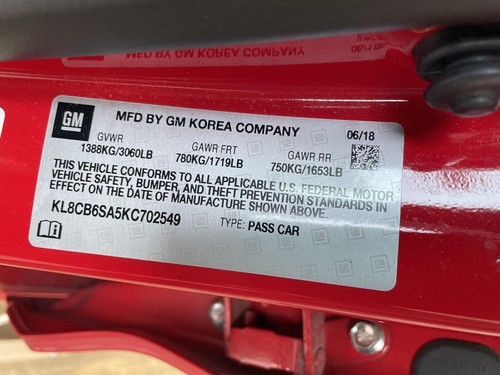 GM
MFD BY GM KOREA COMPANY 06/18
GVWR GAWR FRT GAWR RR
1388KG/3060LB 780KG/1719LB 750KG/1653LB
THIS VEHICLE CONFORMS TO ALL APPLICABLE U.S. FEDERAL MOTOR
VEHICLE SAFETY, BUMPER, AND THEFT PREVENTION STANDARDS IN
EFFECT ON THE DATE OF MANUFACTURE SHOWN ABOVE.
KL8CB6SA5KC702549 TYPE: PASS CAR